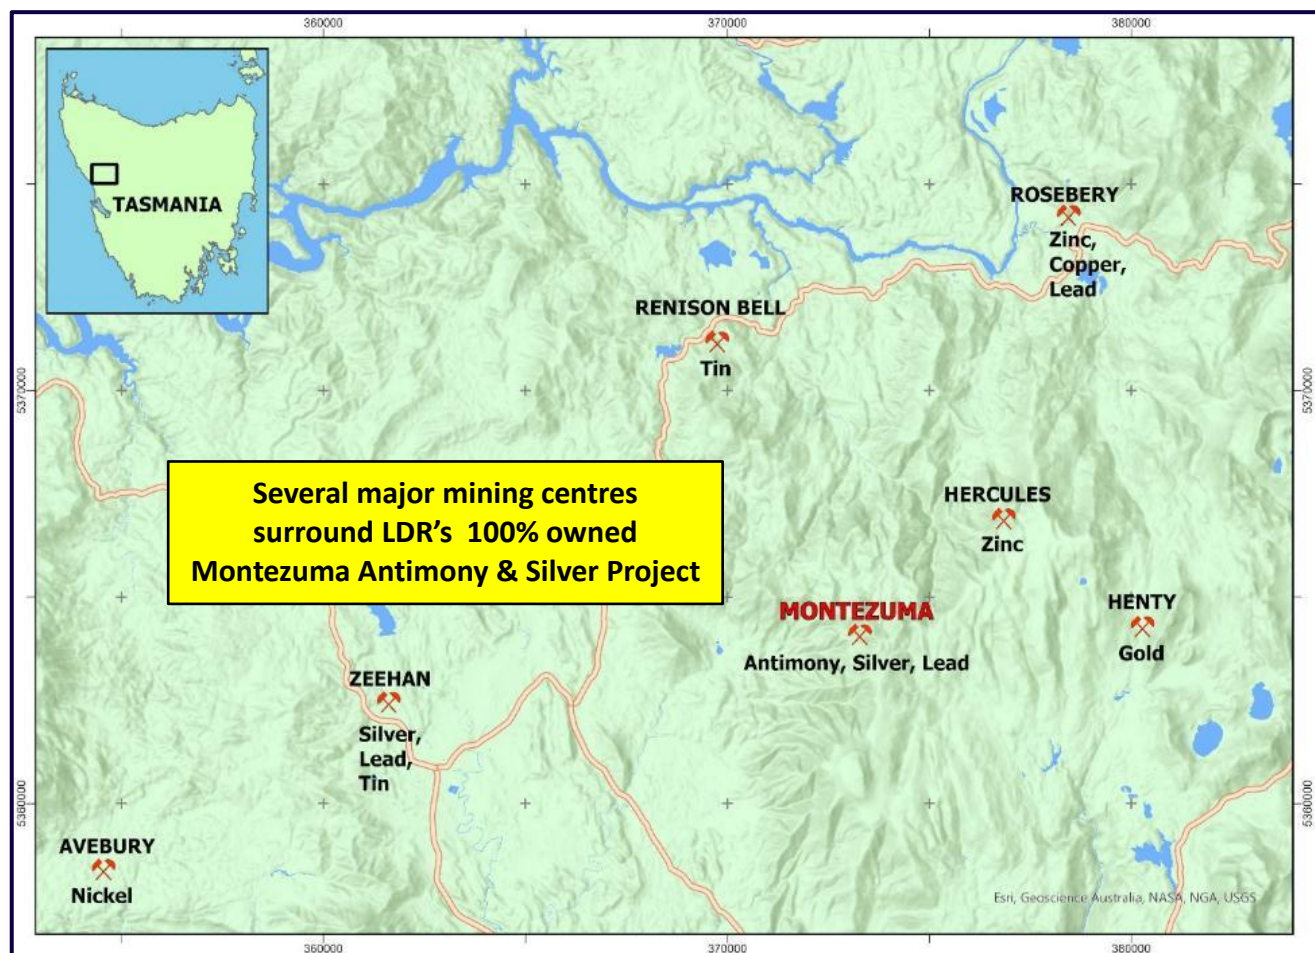 360000
370000
380000
TASMANIA
ROSEBERY
Zinc,
Copper,
Lead
RENISON BELL
Tin
5370000
5370000
Several major mining centres
surround LDR's 100% owned
Montezuma Antimony & Silver Project
HERCULES
Zinc
MONTEZUMA
Antimony, Silver, Lead
HENTY
Gold
ZEEHAN
Silver,
Lead,
Tin
5360000
5360000
AVEBURY
Nickel
Esri, Geoscience Australia, NASA, NGA, USGS
360000
370000
380000